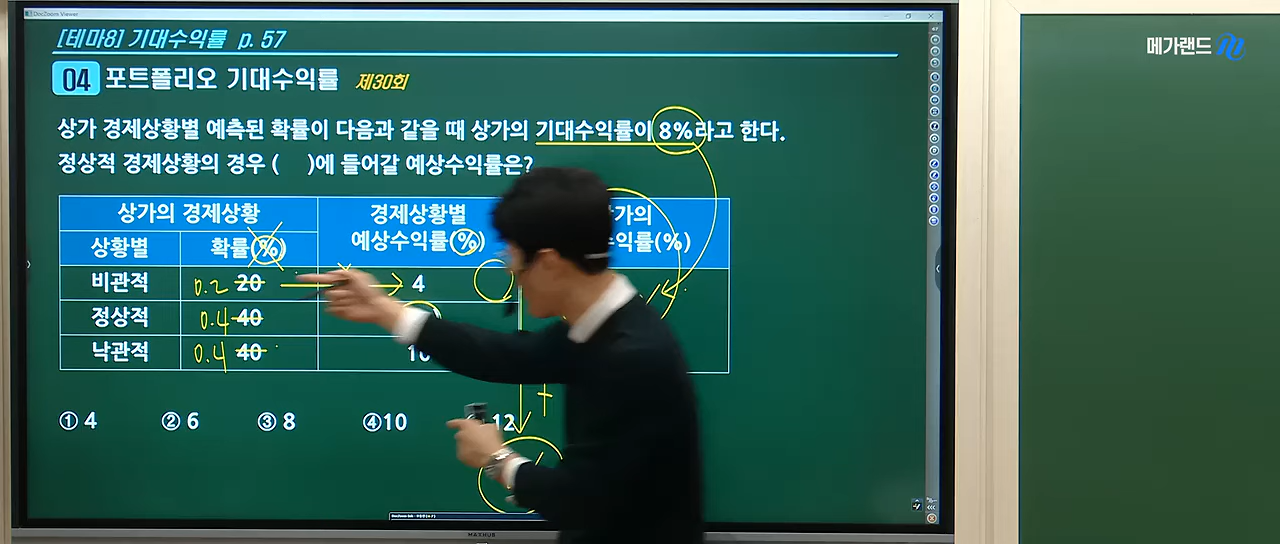 DocZoom Viewer
[테마8] 기대수익률 p. 57
메가랜드
04 포트폴리오 기대수익률 제30회
상가 경제상황별 예측된 확률이 다음과 같을 때 상가의 기대수익률이 8%라고 한다.
정상적 경제상황의 경우 ( )에 들어갈 예상수익률은?
상가의 경제상황 경제상황별 예상수익률(%) 가의 익률(%)
상황별 확률(%)
비관적 0.2 20 4
정상적 0.4 40
낙관적 0.4 40
① 4 ② 6 ③ 8 ④10 12
+
MAXHUB